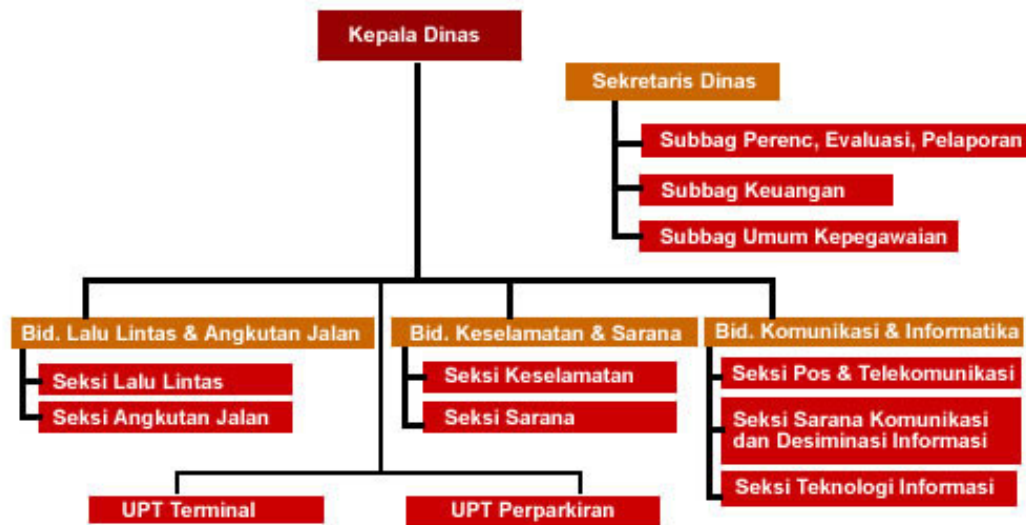 Kepala Dinas
Sekretaris Dinas
Subbag Perenc, Evaluasi, Pelaporan
Subbag Keuangan
Subbag Umum Kepegawaian
Bid. Lalu Lintas & Angkutan Jalan
Seksi Lalu Lintas
Seksi Angkutan Jalan
Bid. Keselamatan & Sarana
Seksi Keselamatan
Seksi Sarana
Bid. Komunikasi & Informatika
Seksi Pos & Telekomunikasi
Seksi Sarana Komunikasi
dan Desiminasi Informasi
Seksi Teknologi Informasi
UPT Terminal
UPT Perparkiran